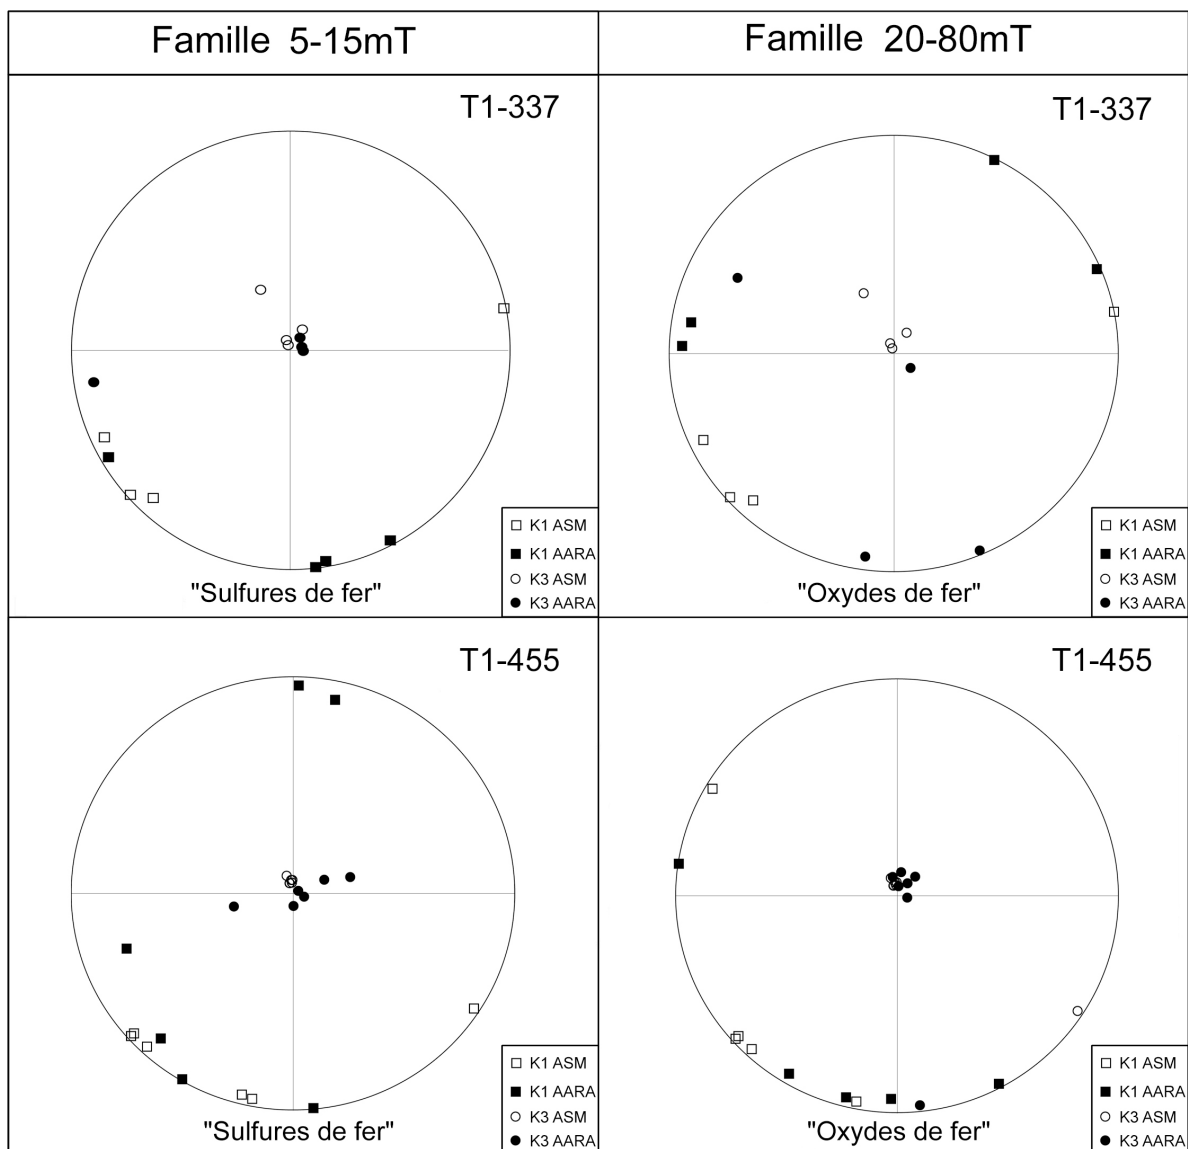 Famille 5-15mT
Famille 20-80mT
T1-337
K1 ASM
K1 AARA
K3 ASM
K3 AARA
"Sulfures de fer"
T1-337
K1 ASM
K1 AARA
K3 ASM
K3 AARA
"Oxydes de fer"
T1-455
K1 ASM
K1 AARA
K3 ASM
K3 AARA
"Sulfures de fer"
T1-455
K1 ASM
K1 AARA
K3 ASM
K3 AARA
"Oxydes de fer"